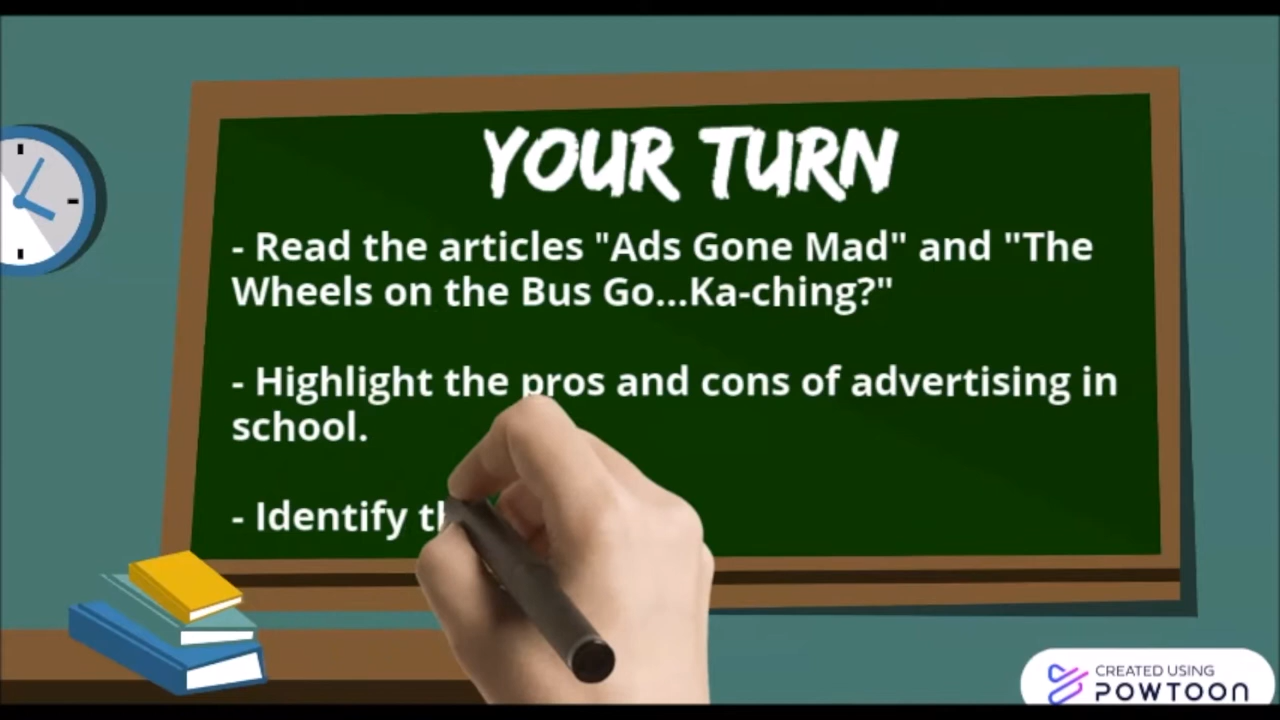 YOUR TURN
- Read the articles "Ads Gone Mad" and "The
Wheels on the Bus Go...Ka-ching?"
- Highlight the pros and cons of advertising in
school.
- Identify
CREATED USING
POWTOON